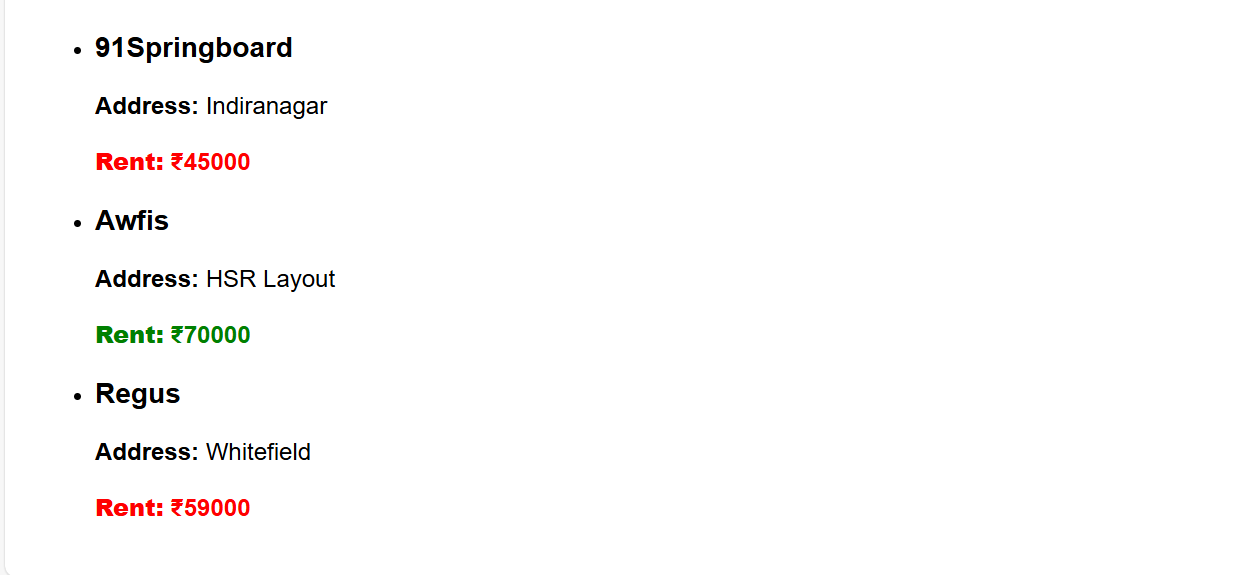 91Springboard
Address: Indiranagar
Rent: ₹45000
Awfis
Address: HSR Layout
Rent: ₹70000
Regus
Address: Whitefield
Rent: ₹59000